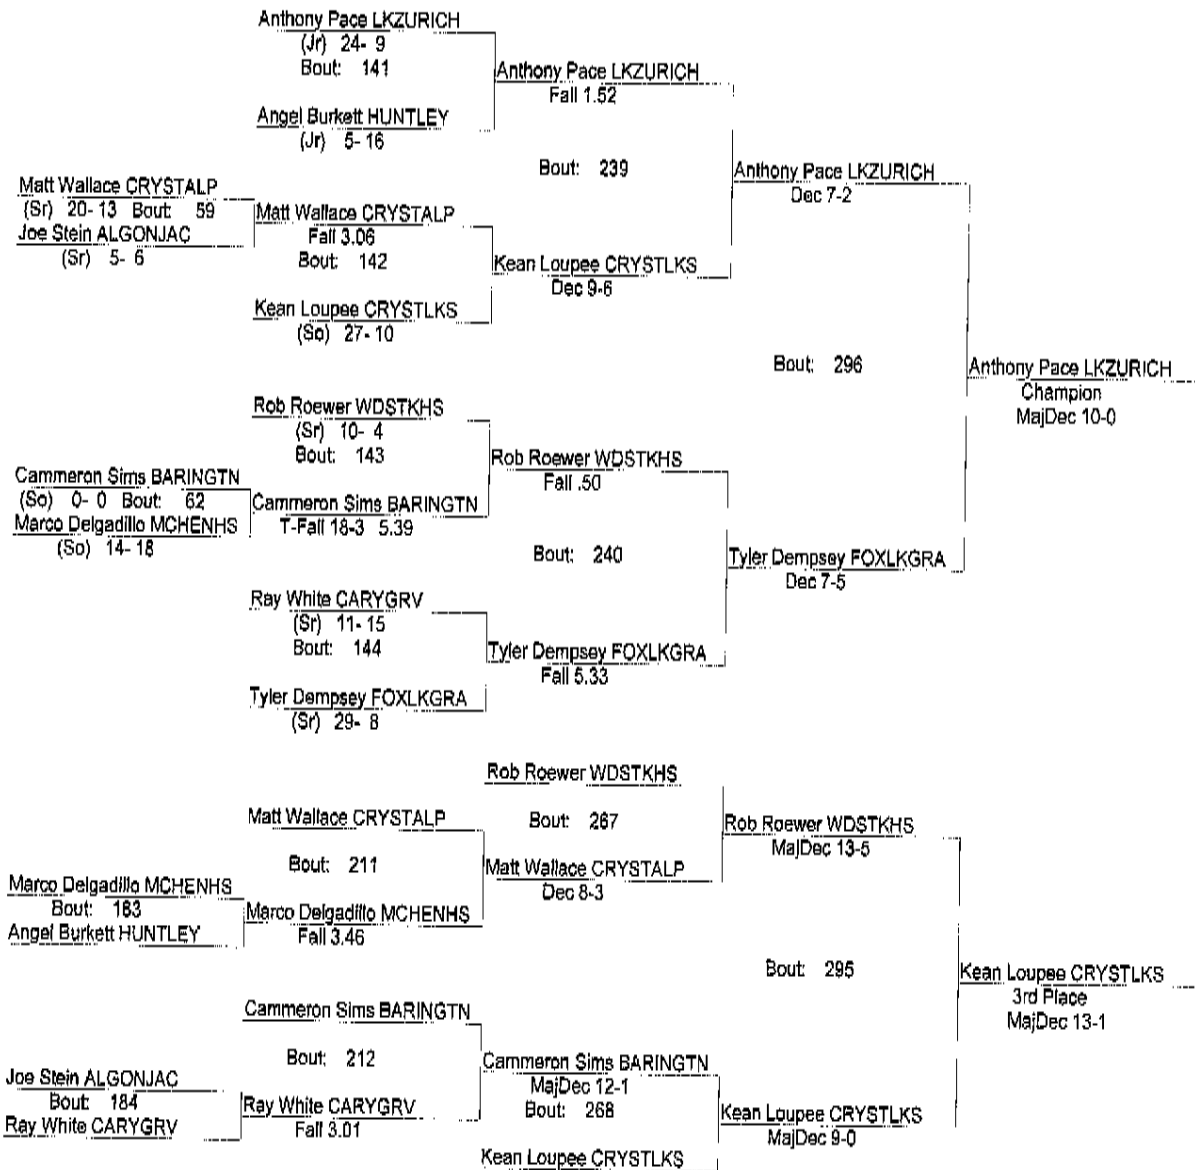 Anthony Pace LKZURICH
(Jr) 24- 9
Bout: 141
Anthony Pace LKZURICH
Fall 1.52
Angel Burkett HUNTLEY
(Jr) 5- 16
Bout: 239
Anthony Pace LKZURICH
Dec 7-2
Matt Wallace CRYSTALP
(Sr) 20- 13 Bout: 59
Joe Stein ALGONJAC
(Sr) 5- 6
Matt Wallace CRYSTALP
Fall 3.06
Bout: 142
Kean Loupee CRYSTLKS
Dec 9-6
Kean Loupee CRYSTLKS
(So) 27- 10
Bout: 296
Anthony Pace LKZURICH
Champion
MajDec 10-0
Rob Roewer WDSTKHS
(Sr) 10- 4
Bout: 143
Rob Roewer WDSTKHS
Fall .50
Cammeron Sims BARINGTN
(So) 0- 0 Bout: 62
Marco Delgadillo MCHENHS
(So) 14- 18
Cammeron Sims BARINGTN
T-Fall 18-3 5.39
Bout: 240
Tyler Dempsey FOXLKGRA
Dec 7-5
Ray White CARYGRV
(Sr) 11- 15
Bout: 144
Tyler Dempsey FOXLKGRA
Fall 5.33
Tyler Dempsey FOXLKGRA
(Sr) 29- 8
Rob Roewer WDSTKHS
Bout: 267
Rob Roewer WDSTKHS
MajDec 13-5
Matt Wallace CRYSTALP
Bout: 211
Matt Wallace CRYSTALP
Dec 8-3
Marco Delgadillo MCHENHS
Bout: 183
Angel Burkett HUNTLEY
Marco Delgadillo MCHENHS
Fall 3.46
Bout: 295
Kean Loupee CRYSTLKS
3rd Place
MajDec 13-1
Cammeron Sims BARINGTN
Bout: 212
Cammeron Sims BARINGTN
MajDec 12-1
Bout: 268
Joe Stein ALGONJAC
Bout: 184
Ray White CARYGRV
Ray White CARYGRV
Fall 3.01
Kean Loupee CRYSTLKS
MajDec 9-0
Kean Loupee CRYSTLKS